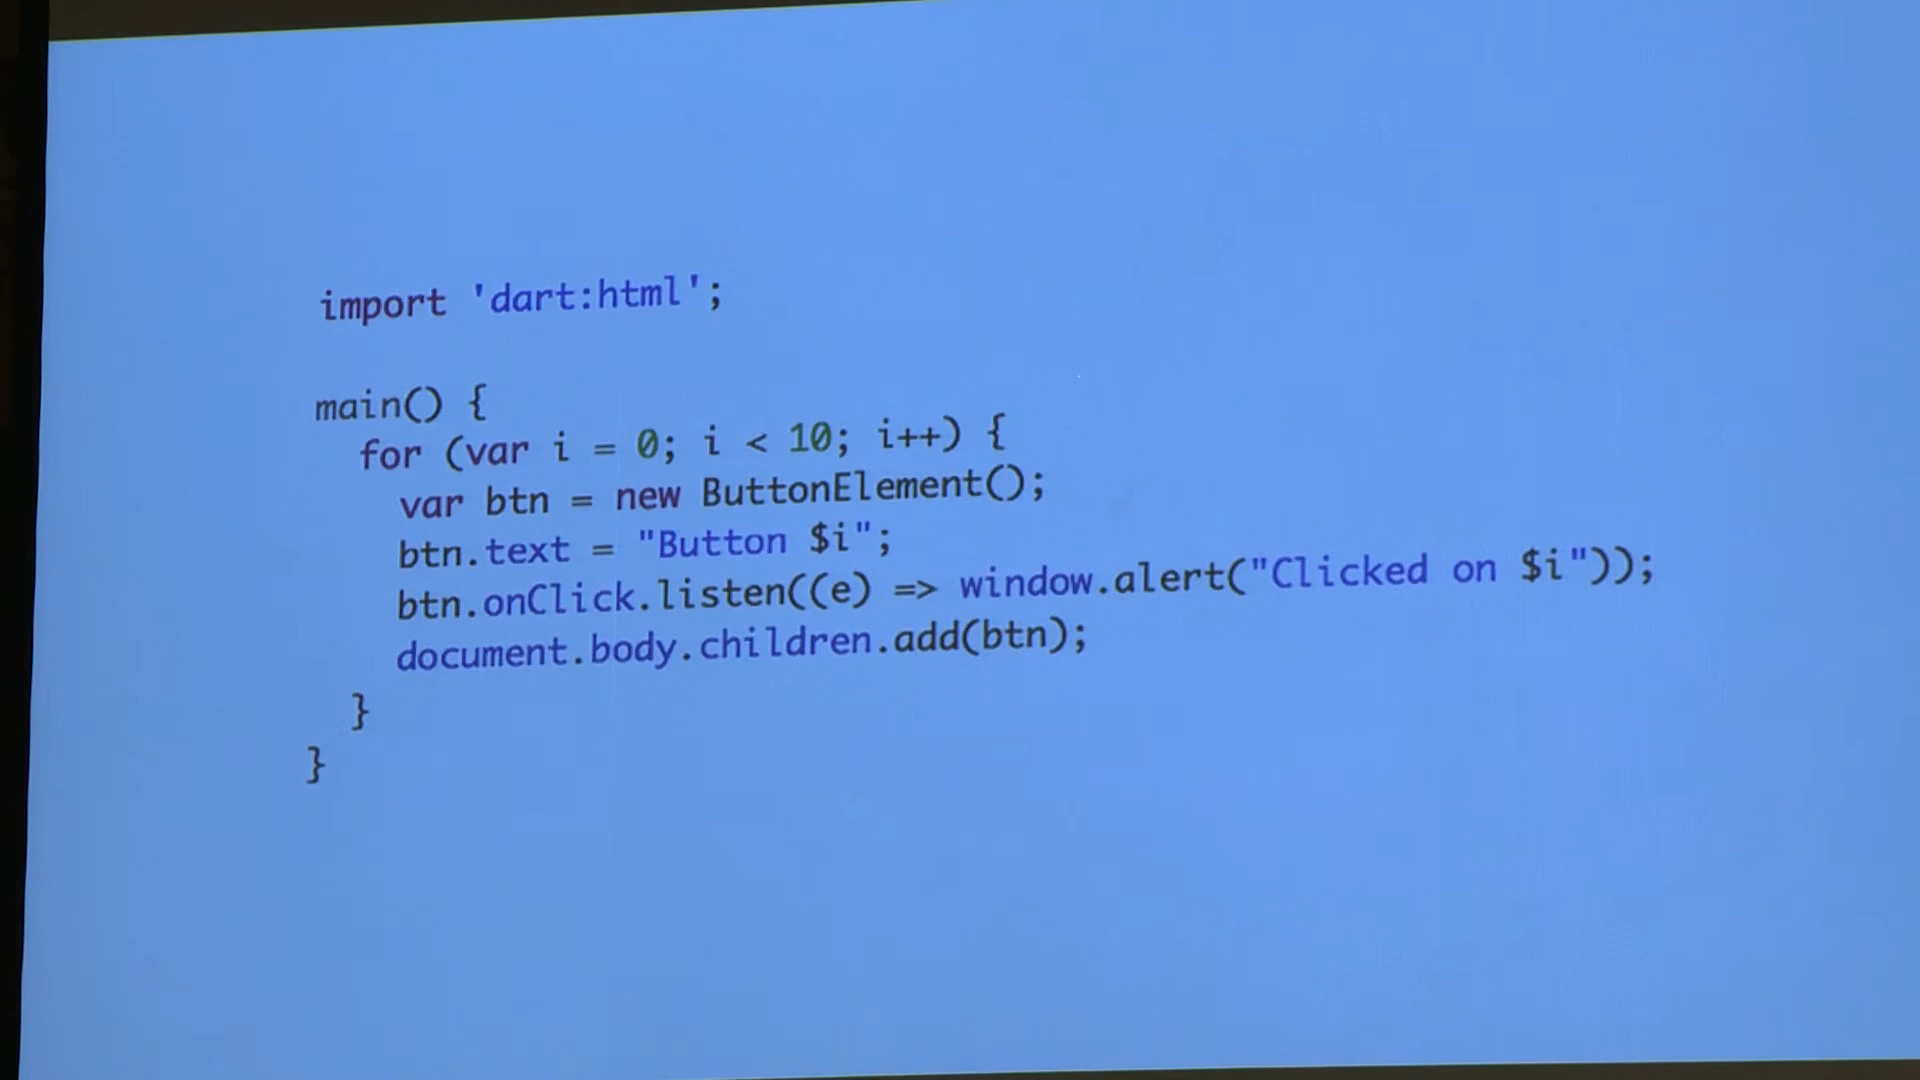 import 'dart:html';
main() {
for (var i = 0; i < 10; i++) {
var btn = new ButtonElement();
btn.text = "Button $i";
btn.onClick.listen((e) => window.alert("Clicked on $i"));
document.body.children.add(btn);
}
}